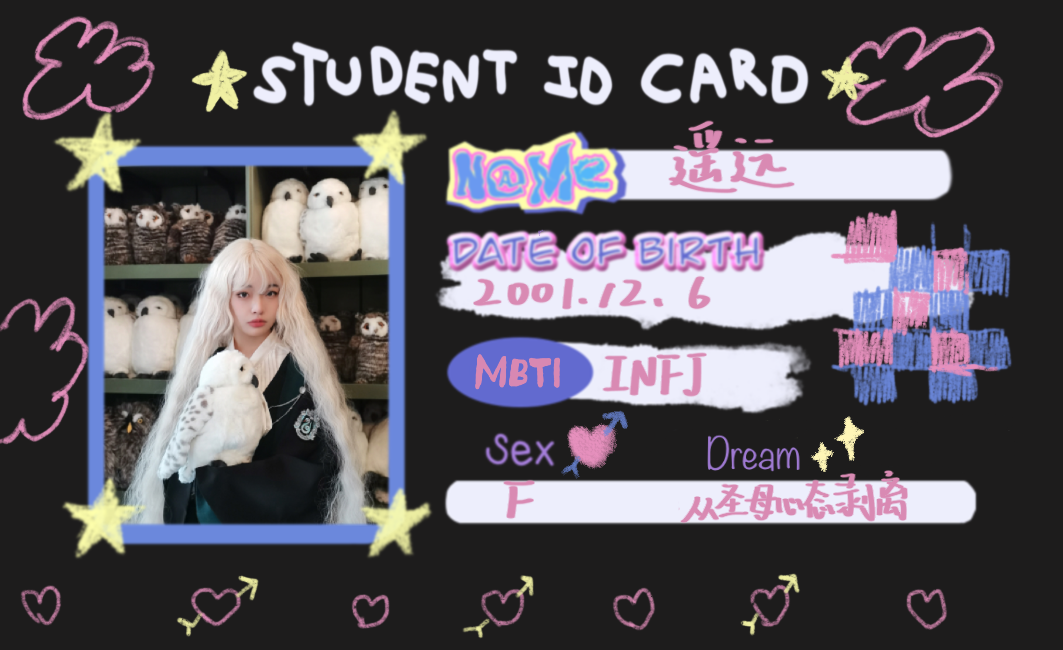 STUDENT ID CARD
N@Me 遥远
DATE OF BIRTH
2001.12.6
MBTI INFJ
Sex Dream
F 从圣母心态剥离